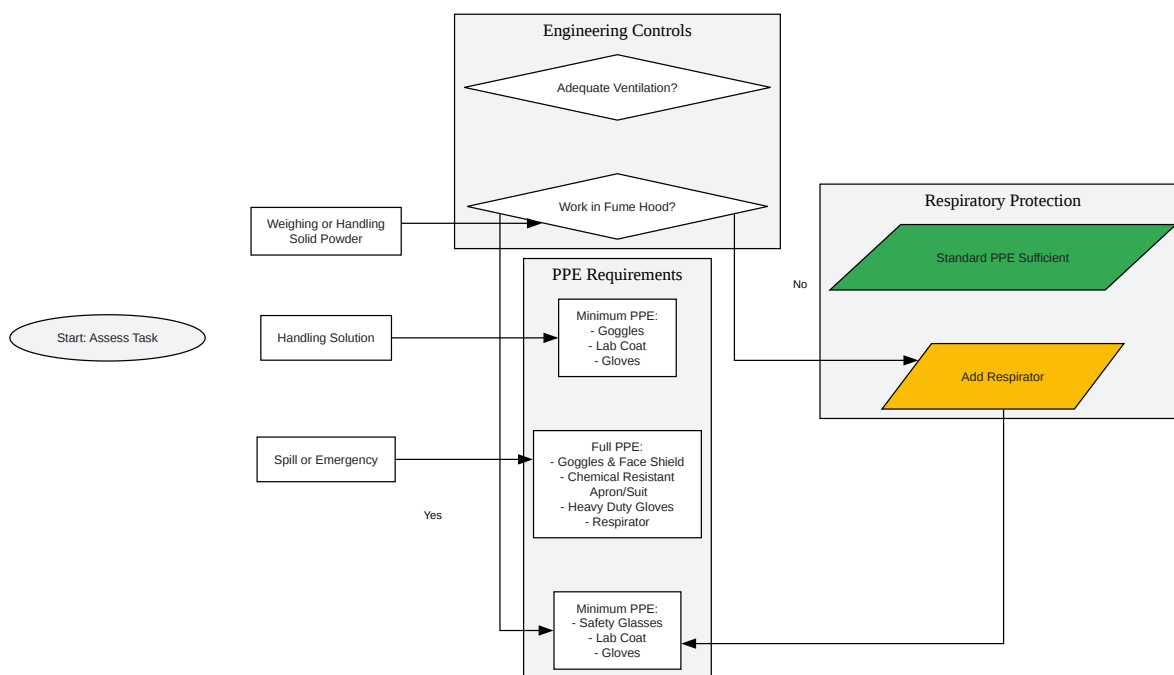 Engineering Controls
Adequate Ventilation?
Work in Fume Hood?
Weighing or Handling
Solid Powder
Respiratory Protection
Standard PPE Sufficient
No
Add Respirator
PPE Requirements
Minimum PPE:
- Goggles
- Lab Coat
- Gloves
Start: Assess Task
Handling Solution
Spill or Emergency
Full PPE:
- Goggles & Face Shield
- Chemical Resistant
Apron/Suit
- Heavy Duty Gloves
- Respirator
Yes
Minimum PPE:
- Safety Glasses
- Lab Coat
- Gloves